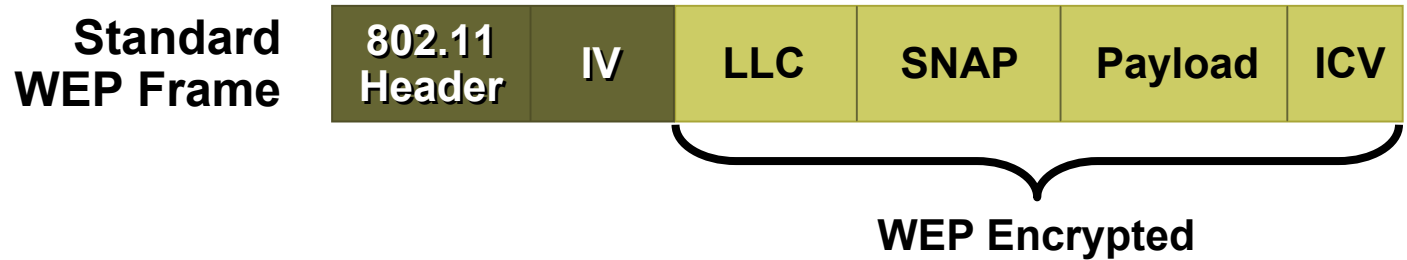 Standard
WEP Frame
802.11
Header
IV
LLC
SNAP
Payload
ICV
WEP Encrypted